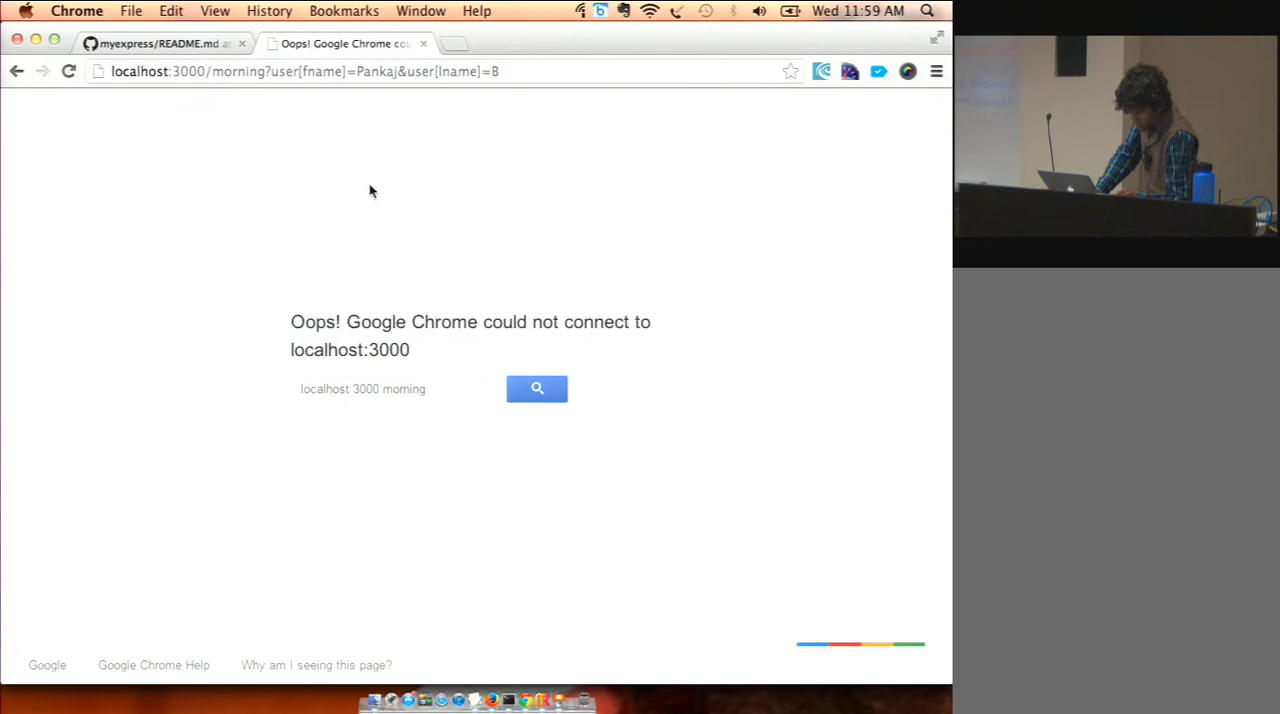 Chrome File Edit View History Bookmarks Window Help Wed 11:59 AM
myexpress/README.md at Oops! Google Chrome cou
localhost:3000/morning?user[fname]=Pankaj&user[lname]=B
Oops! Google Chrome could not connect to
localhost:3000
localhost 3000 morning
Google Google Chrome Help Why am I seeing this page?